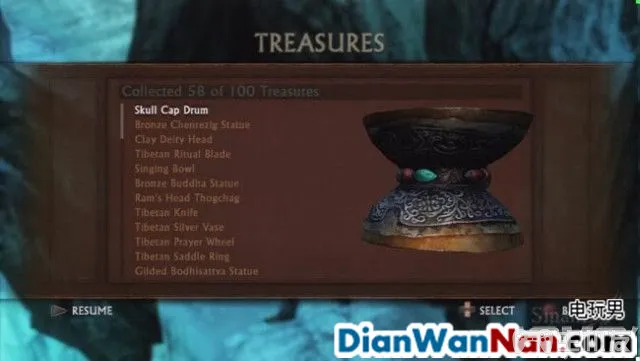 TREASURES
Collected 58 of 100 Treasures
Skull Cap Drum
Bronze Chenrezig Statue
Clay Deity Head
Tibetan Ritual Blade
Singing Bowl
Bronze Buddha Statue
Ram's Head Thogchag
Tibetan Knife
Tibetan Silver Vase
Tibetan Prayer Wheel
Tibetan Saddle Ring
Gilded Bodhisattva Statue
RESUME
SELECT
电玩男
DianWanNan.com